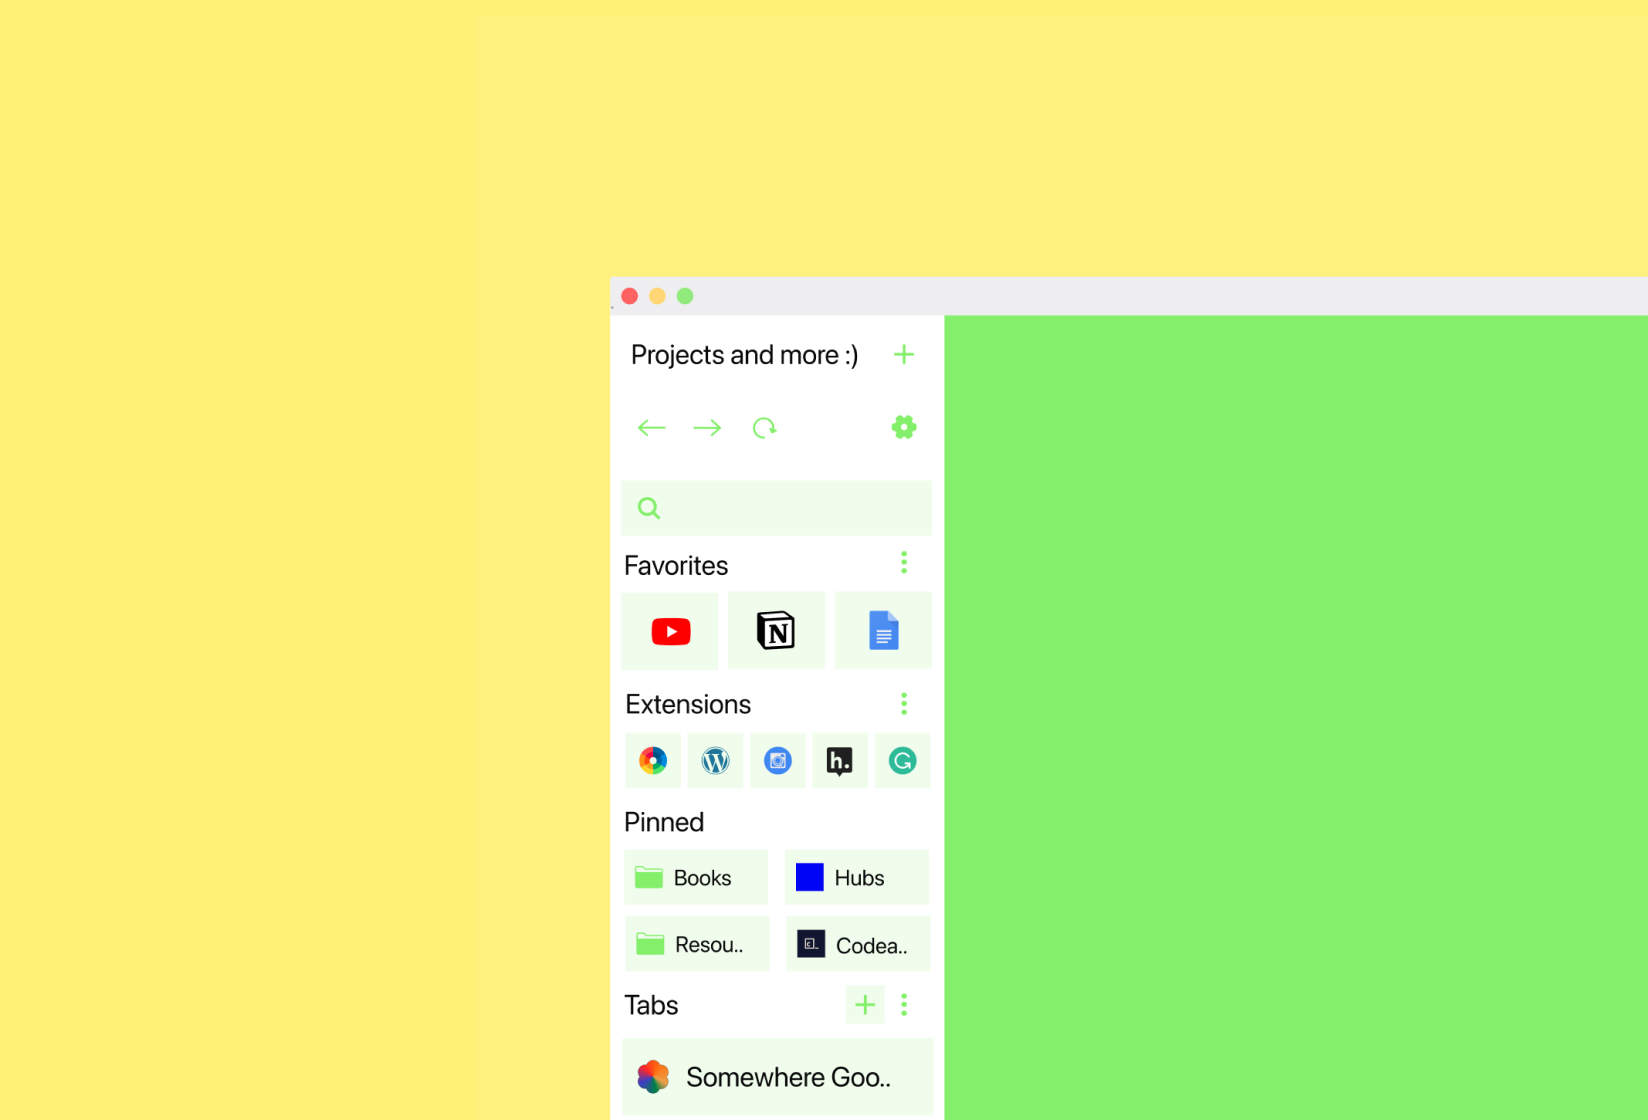 Projects and more :)
Favorites
N
Extensions
W
h.
G
Pinned
Books
Hubs
Resou..
Codea..
Tabs
Somewhere Goo..